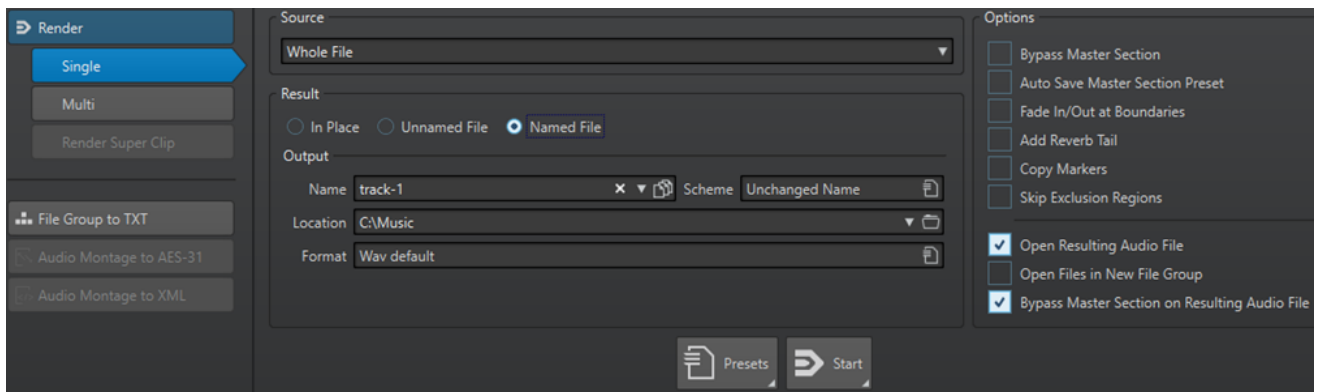 Render
Single
Multi
Render Super Clip
File Group to TXT
Audio Montage to AES-31
Audio Montage to XML
Source
Whole File
Result
In Place Unnamed File Named File
Output
Name track-1 Scheme Unchanged Name
Location C:\Music
Format Wav default
Presets Start
Options
Bypass Master Section
Auto Save Master Section Preset
Fade In/Out at Boundaries
Add Reverb Tail
Copy Markers
Skip Exclusion Regions
Open Resulting Audio File
Open Files in New File Group
Bypass Master Section on Resulting Audio File